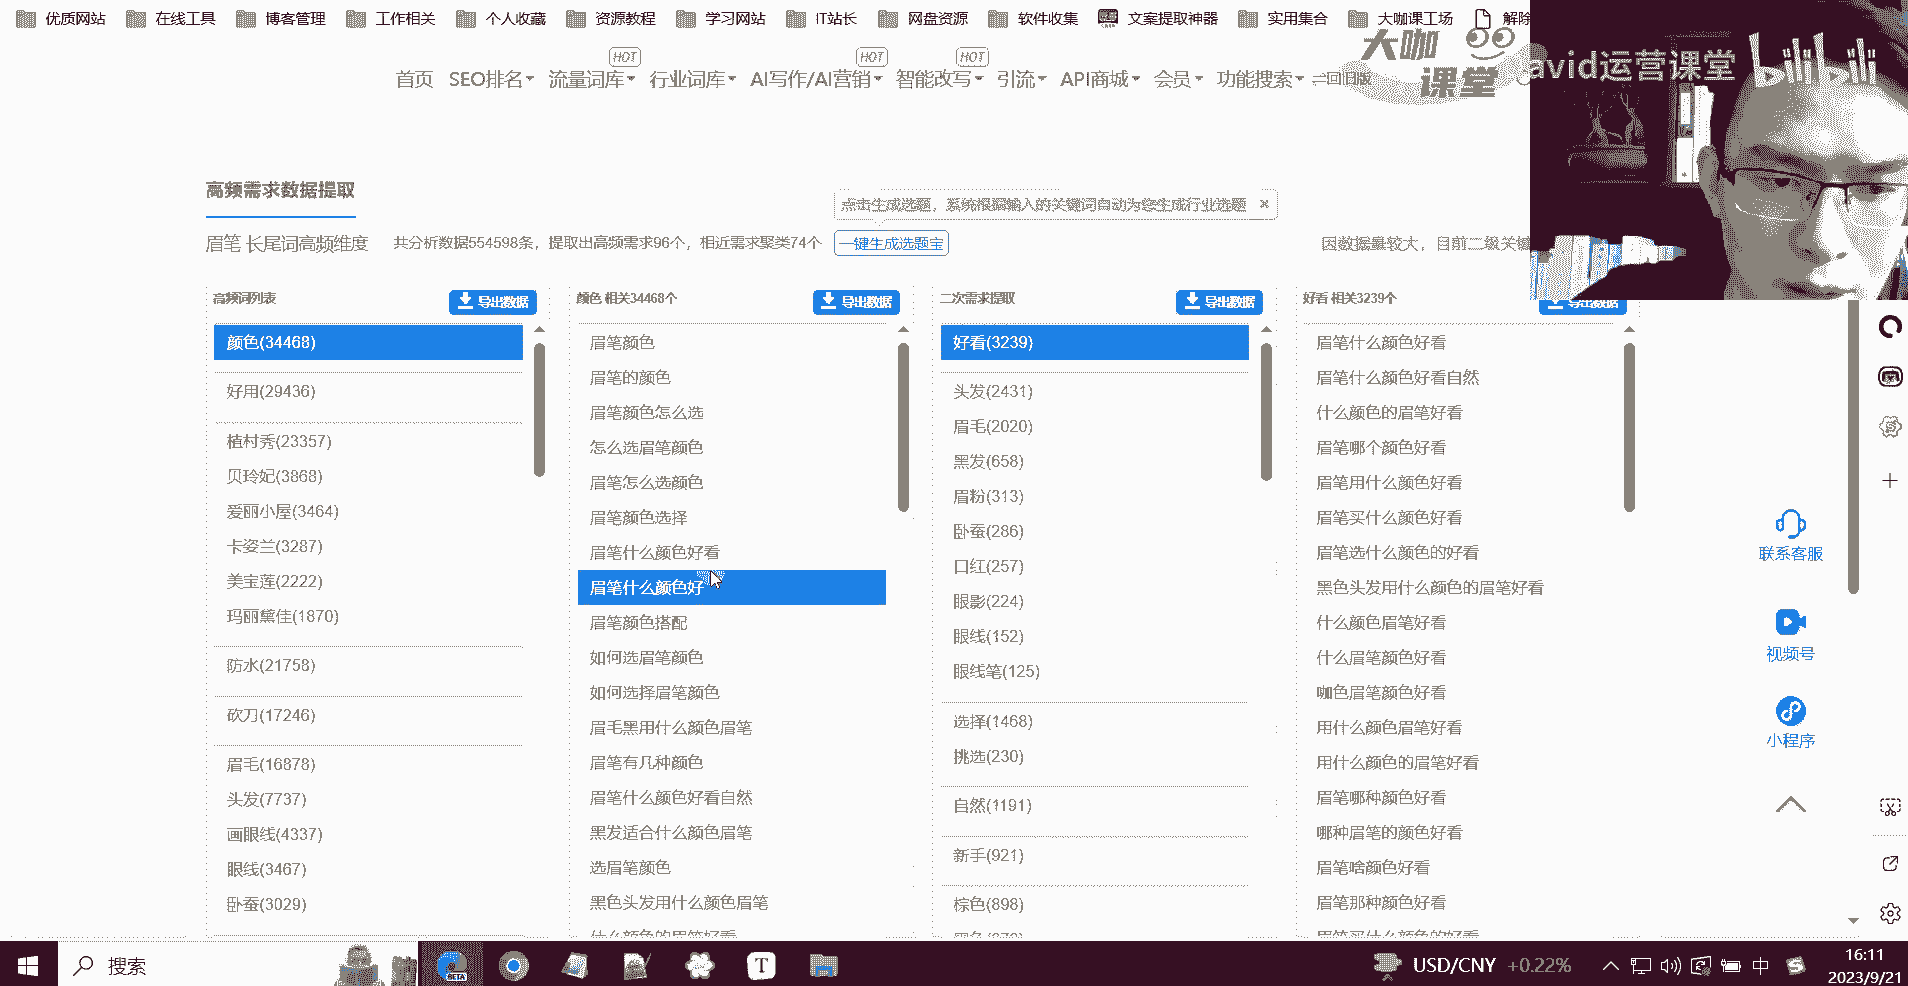 优质网站 在线工具 博客管理 工作相关 个人收藏 资源教程 学习网站 IT站长 网盘资源 软件收集 文案提取神器 实用集合 大咖课工场 解除
大咖课堂
avid运营课堂 bilibili
HOT HOT HOT
首页 SEO排名 流量词库 行业词库 AI写作/AI营销 智能改写 引流 API商城 会员 功能搜索 回旧版
高频需求数据提取
点击生成选题，系统根据输入的关键词自动为您生成行业选题 ×
眉笔 长尾词高频维度 共分析数据554598条，提取出高频需求96个，相近需求聚类74个 一键生成选题宝 因数据量较大，目前二级关键
高频词列表 导出数据
颜色(34468)
好用(29436)
植村秀(23357)
贝玲妃(3868)
爱丽小屋(3464)
卡姿兰(3287)
美宝莲(2222)
玛丽黛佳(1870)
防水(21758)
砍刀(17246)
眉毛(16878)
头发(7737)
画眼线(4337)
眼线(3467)
卧蚕(3029)
颜色 相关34468个 导出数据
眉笔颜色
眉笔的颜色
眉笔颜色怎么选
怎么选眉笔颜色
眉笔怎么选颜色
眉笔颜色选择
眉笔什么颜色好看
眉笔什么颜色好
眉笔颜色搭配
如何选眉笔颜色
如何选择眉笔颜色
眉毛黑用什么颜色眉笔
眉笔有几种颜色
眉笔什么颜色好看自然
黑发适合什么颜色眉笔
选眉笔颜色
黑色头发用什么颜色眉笔
什么颜色的眉笔好看
二次需求提取 导出数据
好看(3239)
头发(2431)
眉毛(2020)
黑发(658)
眉粉(313)
卧蚕(286)
口红(257)
眼影(224)
眼线(152)
眼线笔(125)
选择(1468)
挑选(230)
自然(1191)
新手(921)
棕色(898)
好看 相关3239个 导出数据
眉笔什么颜色好看
眉笔什么颜色好看自然
什么颜色的眉笔好看
眉笔哪个颜色好看
眉笔用什么颜色好看
眉笔买什么颜色好看
眉笔选什么颜色的好看
黑色头发用什么颜色的眉笔好看
什么颜色眉笔好看
什么眉笔颜色好看
咖色眉笔颜色好看
用什么颜色眉笔好看
用什么颜色的眉笔好看
眉笔哪种颜色好看
哪种眉笔的颜色好看
眉笔啥颜色好看
眉笔那种颜色好看
眉笔买什么颜色的好看
联系客服
视频号
小程序
搜索
BETA
T
USD/CNY +0.22%
中
16:11
2023/9/21